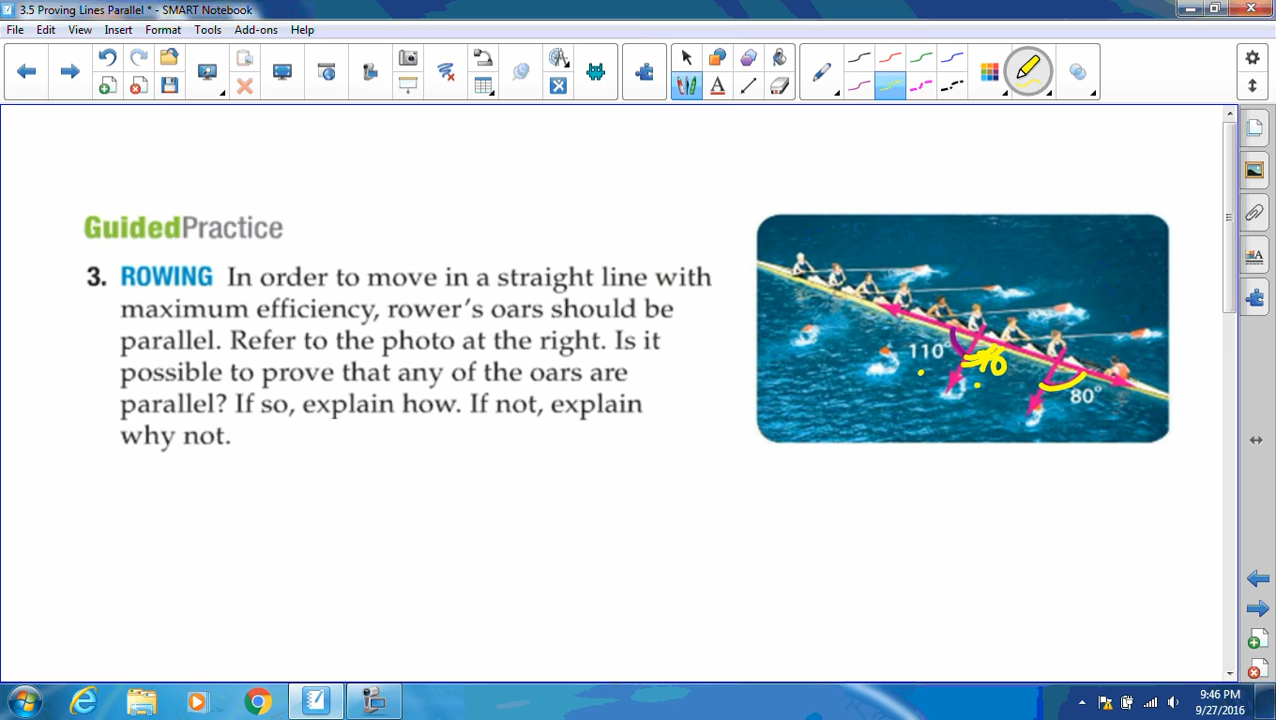 3.5 Proving Lines Parallel * - SMART Notebook
File Edit View Insert Format Tools Add-ons Help
GuidedPractice
3. ROWING In order to move in a straight line with
maximum efficiency, rower's oars should be
parallel. Refer to the photo at the right. Is it
possible to prove that any of the oars are
parallel? If so, explain how. If not, explain
why not.
110°
70
80°
9:46 PM
9/27/2016